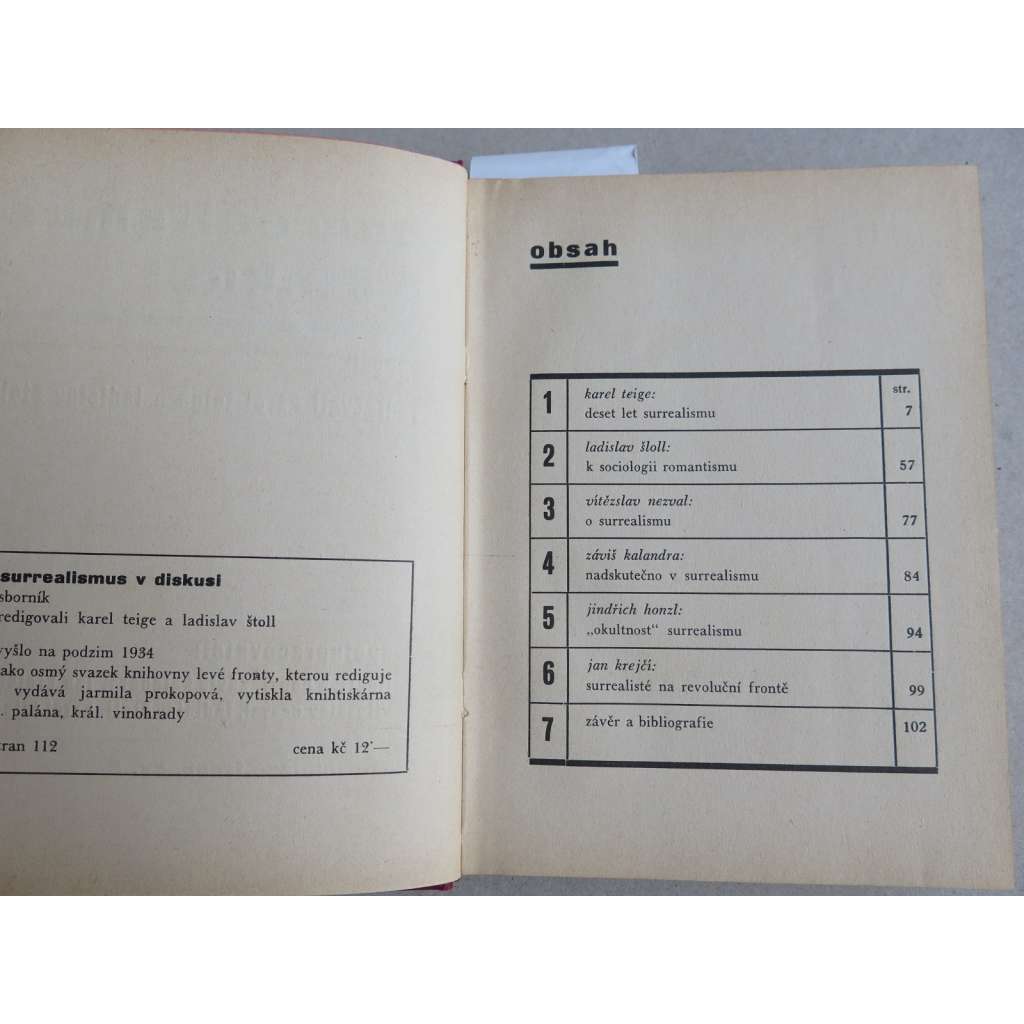 surrealismus v diskusi
sborník
redigovali karel teige a ladislav štoll
vyšlo na podzim 1934
jako osmý svazek knihovny levé fronty, kterou rediguje
vydává jarmila prokopová, vytiskla knihtiskárna
. palána, král. vinohrady
stran 112 cena kč 12·—
obsah
str.
1 karel teige:
deset let surrealismu 7
2 ladislav šloll:
k sociologii romantismu 57
3 vítězslav nezval:
o surrealismu 77
4 záviš kalandra:
nadskutečno v surrealismu 84
5 jindřich honzl:
„okultnost“ surrealismu 94
6 jan krejčí:
surrealisté na revoluční frontě 99
7 závěr a bibliografie 102